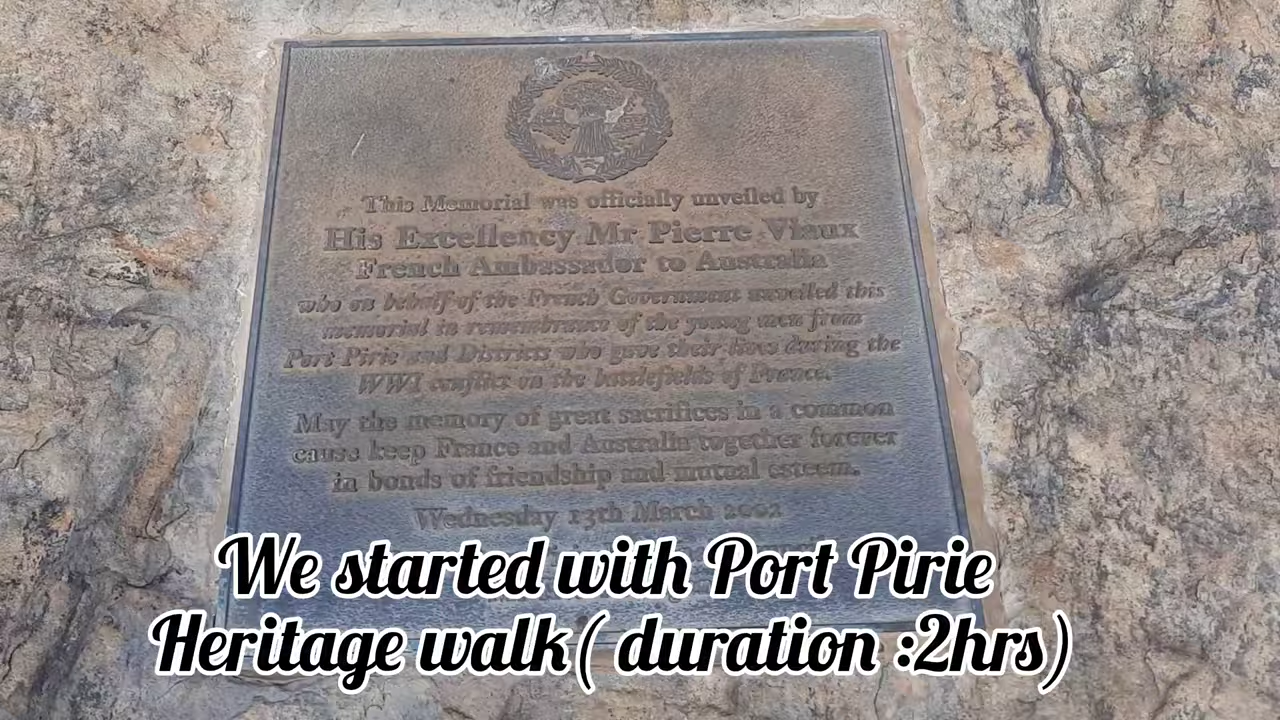 This Memorial was officially unveiled by
His Excellency Mr Pierre Viaux
French Ambassador to Australia
who on behalf of the French Government unveiled this
memorial in remembrance of the young men from
Port Pirie and Districts who gave their lives during the
WWI conflict on the battlefields of France.
May the memory of great sacrifices in a common
cause keep France and Australia together forever
in bonds of friendship and mutual esteem.
Wednesday 13th March 2002
We started with Port Pirie
Heritage walk( duration :2hrs)